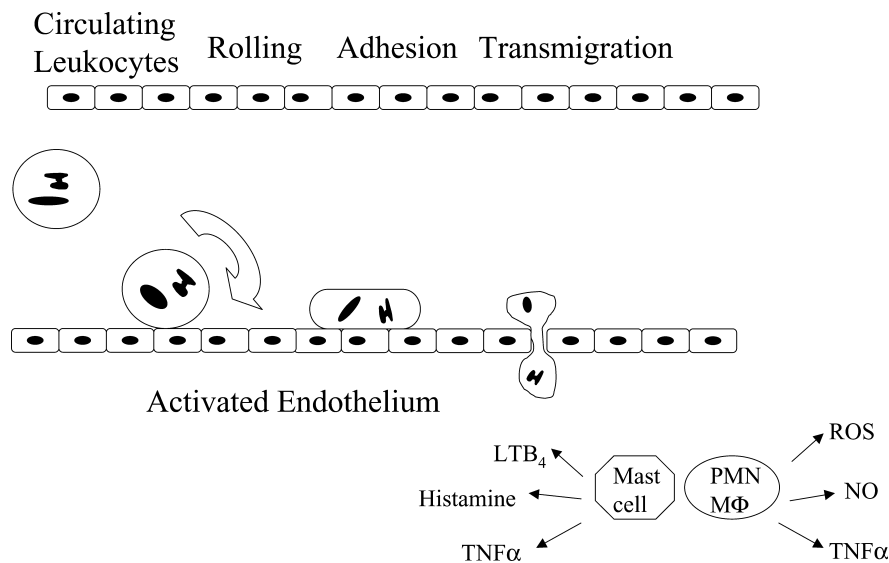 Circulating
Leukocytes
Rolling
Adhesion
Transmigration
Activated Endothelium
LTB₄
Histamine
TNFα
Mast
cell
PMN
MΦ
ROS
NO
TNFα